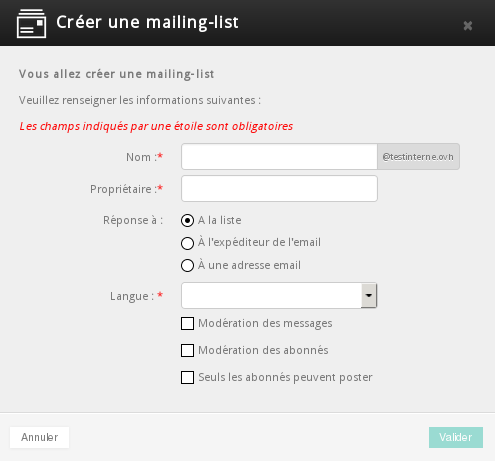 Créer une mailing-list
Vous allez créer une mailing-list
Veuillez renseigner les informations suivantes :
Les champs indiqués par une étoile sont obligatoires
Nom :* @testinterne.ovh
Propriétaire :*
Réponse à : A la liste
À l'expéditeur de l'email
À une adresse email
Langue : *
Modération des messages
Modération des abonnés
Seuls les abonnés peuvent poster
Annuler Valider